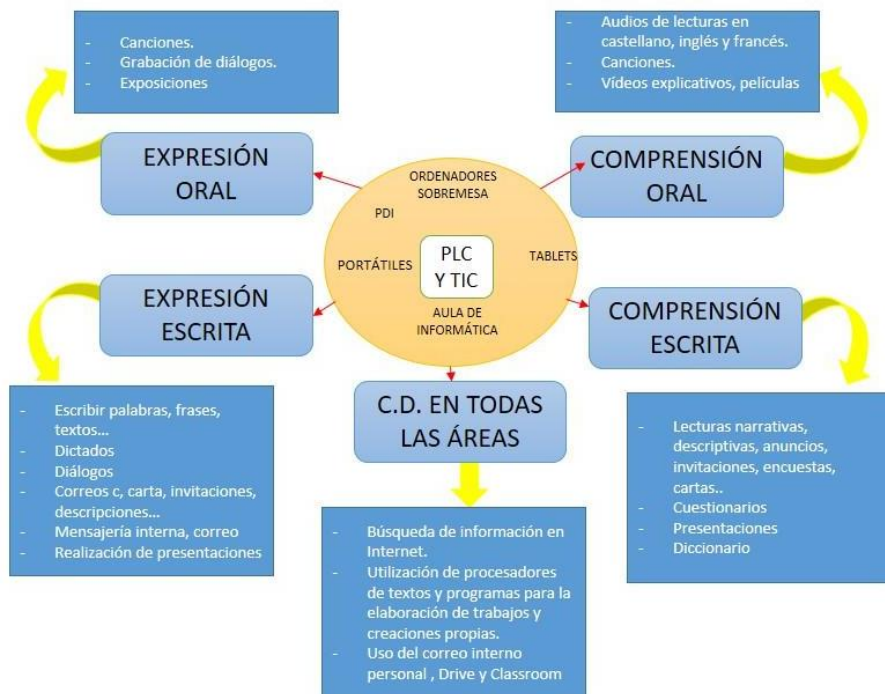 - Canciones.
- Grabación de diálogos.
- Exposiciones
- Audios de lecturas en
castellano, inglés y francés.
- Canciones.
- Vídeos explicativos, películas
EXPRESIÓN
ORAL
COMPRENSIÓN
ORAL
ORDENADORES
SOBREMESA
PDI
PORTÁTILES
PLC
Y TIC
TABLETS
AULA DE
INFORMÁTICA
EXPRESIÓN
ESCRITA
COMPRENSIÓN
ESCRITA
C.D. EN TODAS
LAS ÁREAS
- Escribir palabras, frases,
textos...
- Dictados
- Diálogos
- Correos c, carta, invitaciones,
descripciones...
- Mensajería interna, correo
- Realización de presentaciones
- Búsqueda de información en
Internet.
- Utilización de procesadores
de textos y programas para la
elaboración de trabajos y
creaciones propias.
- Uso del correo interno
personal , Drive y Classroom
- Lecturas narrativas,
descriptivas, anuncios,
invitaciones, encuestas,
cartas..
- Cuestionarios
- Presentaciones
- Diccionario